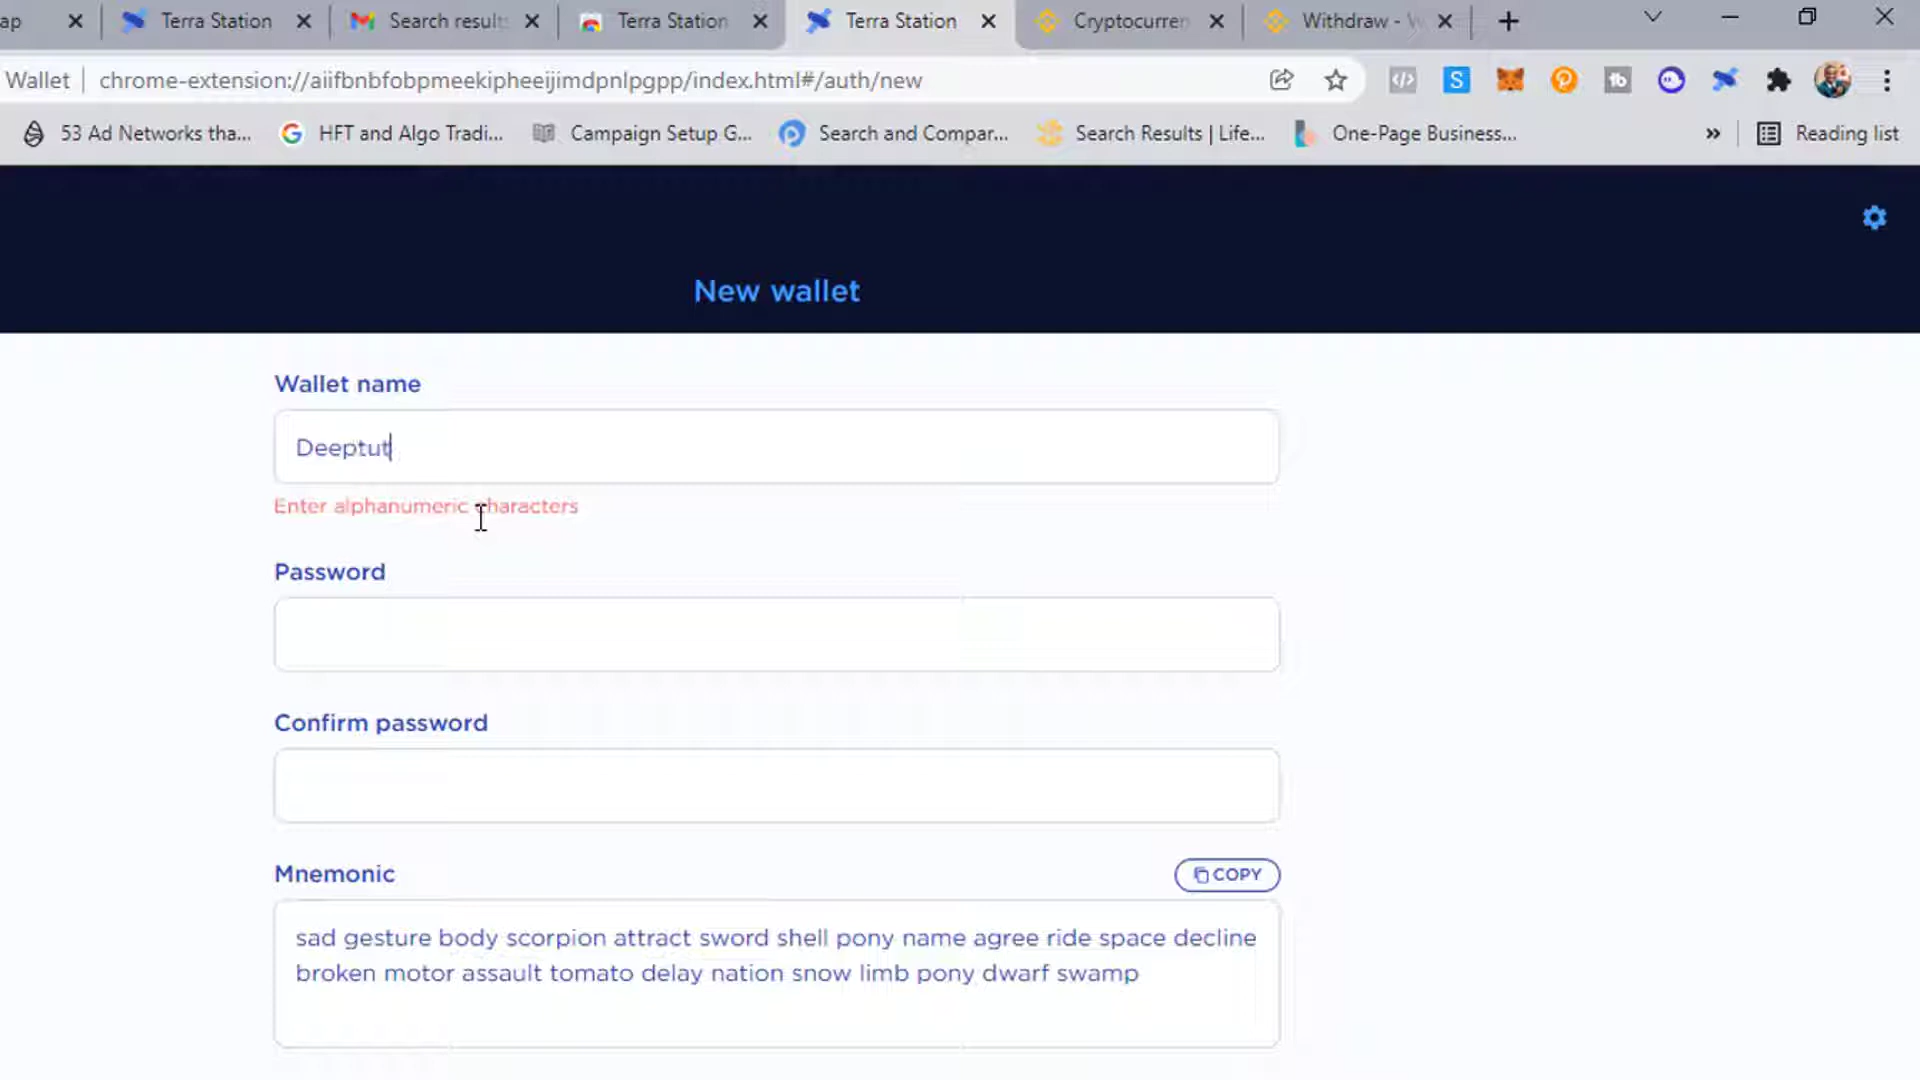 ap
Terra Station
Search results
Terra Station
Terra Station
Cryptocurren
Withdraw - W
Wallet
chrome-extension://aiifbnbfobpmeekipheeijimdpnlpgpp/index.html#/auth/new
53 Ad Networks tha...
HFT and Algo Tradi...
Campaign Setup G...
Search and Compar...
Search Results | Life...
One-Page Business...
»
Reading list
New wallet
Wallet name
Deeptut
Enter alphanumeric characters
Password
Confirm password
Mnemonic
COPY
sad gesture body scorpion attract sword shell pony name agree ride space decline
broken motor assault tomato delay nation snow limb pony dwarf swamp